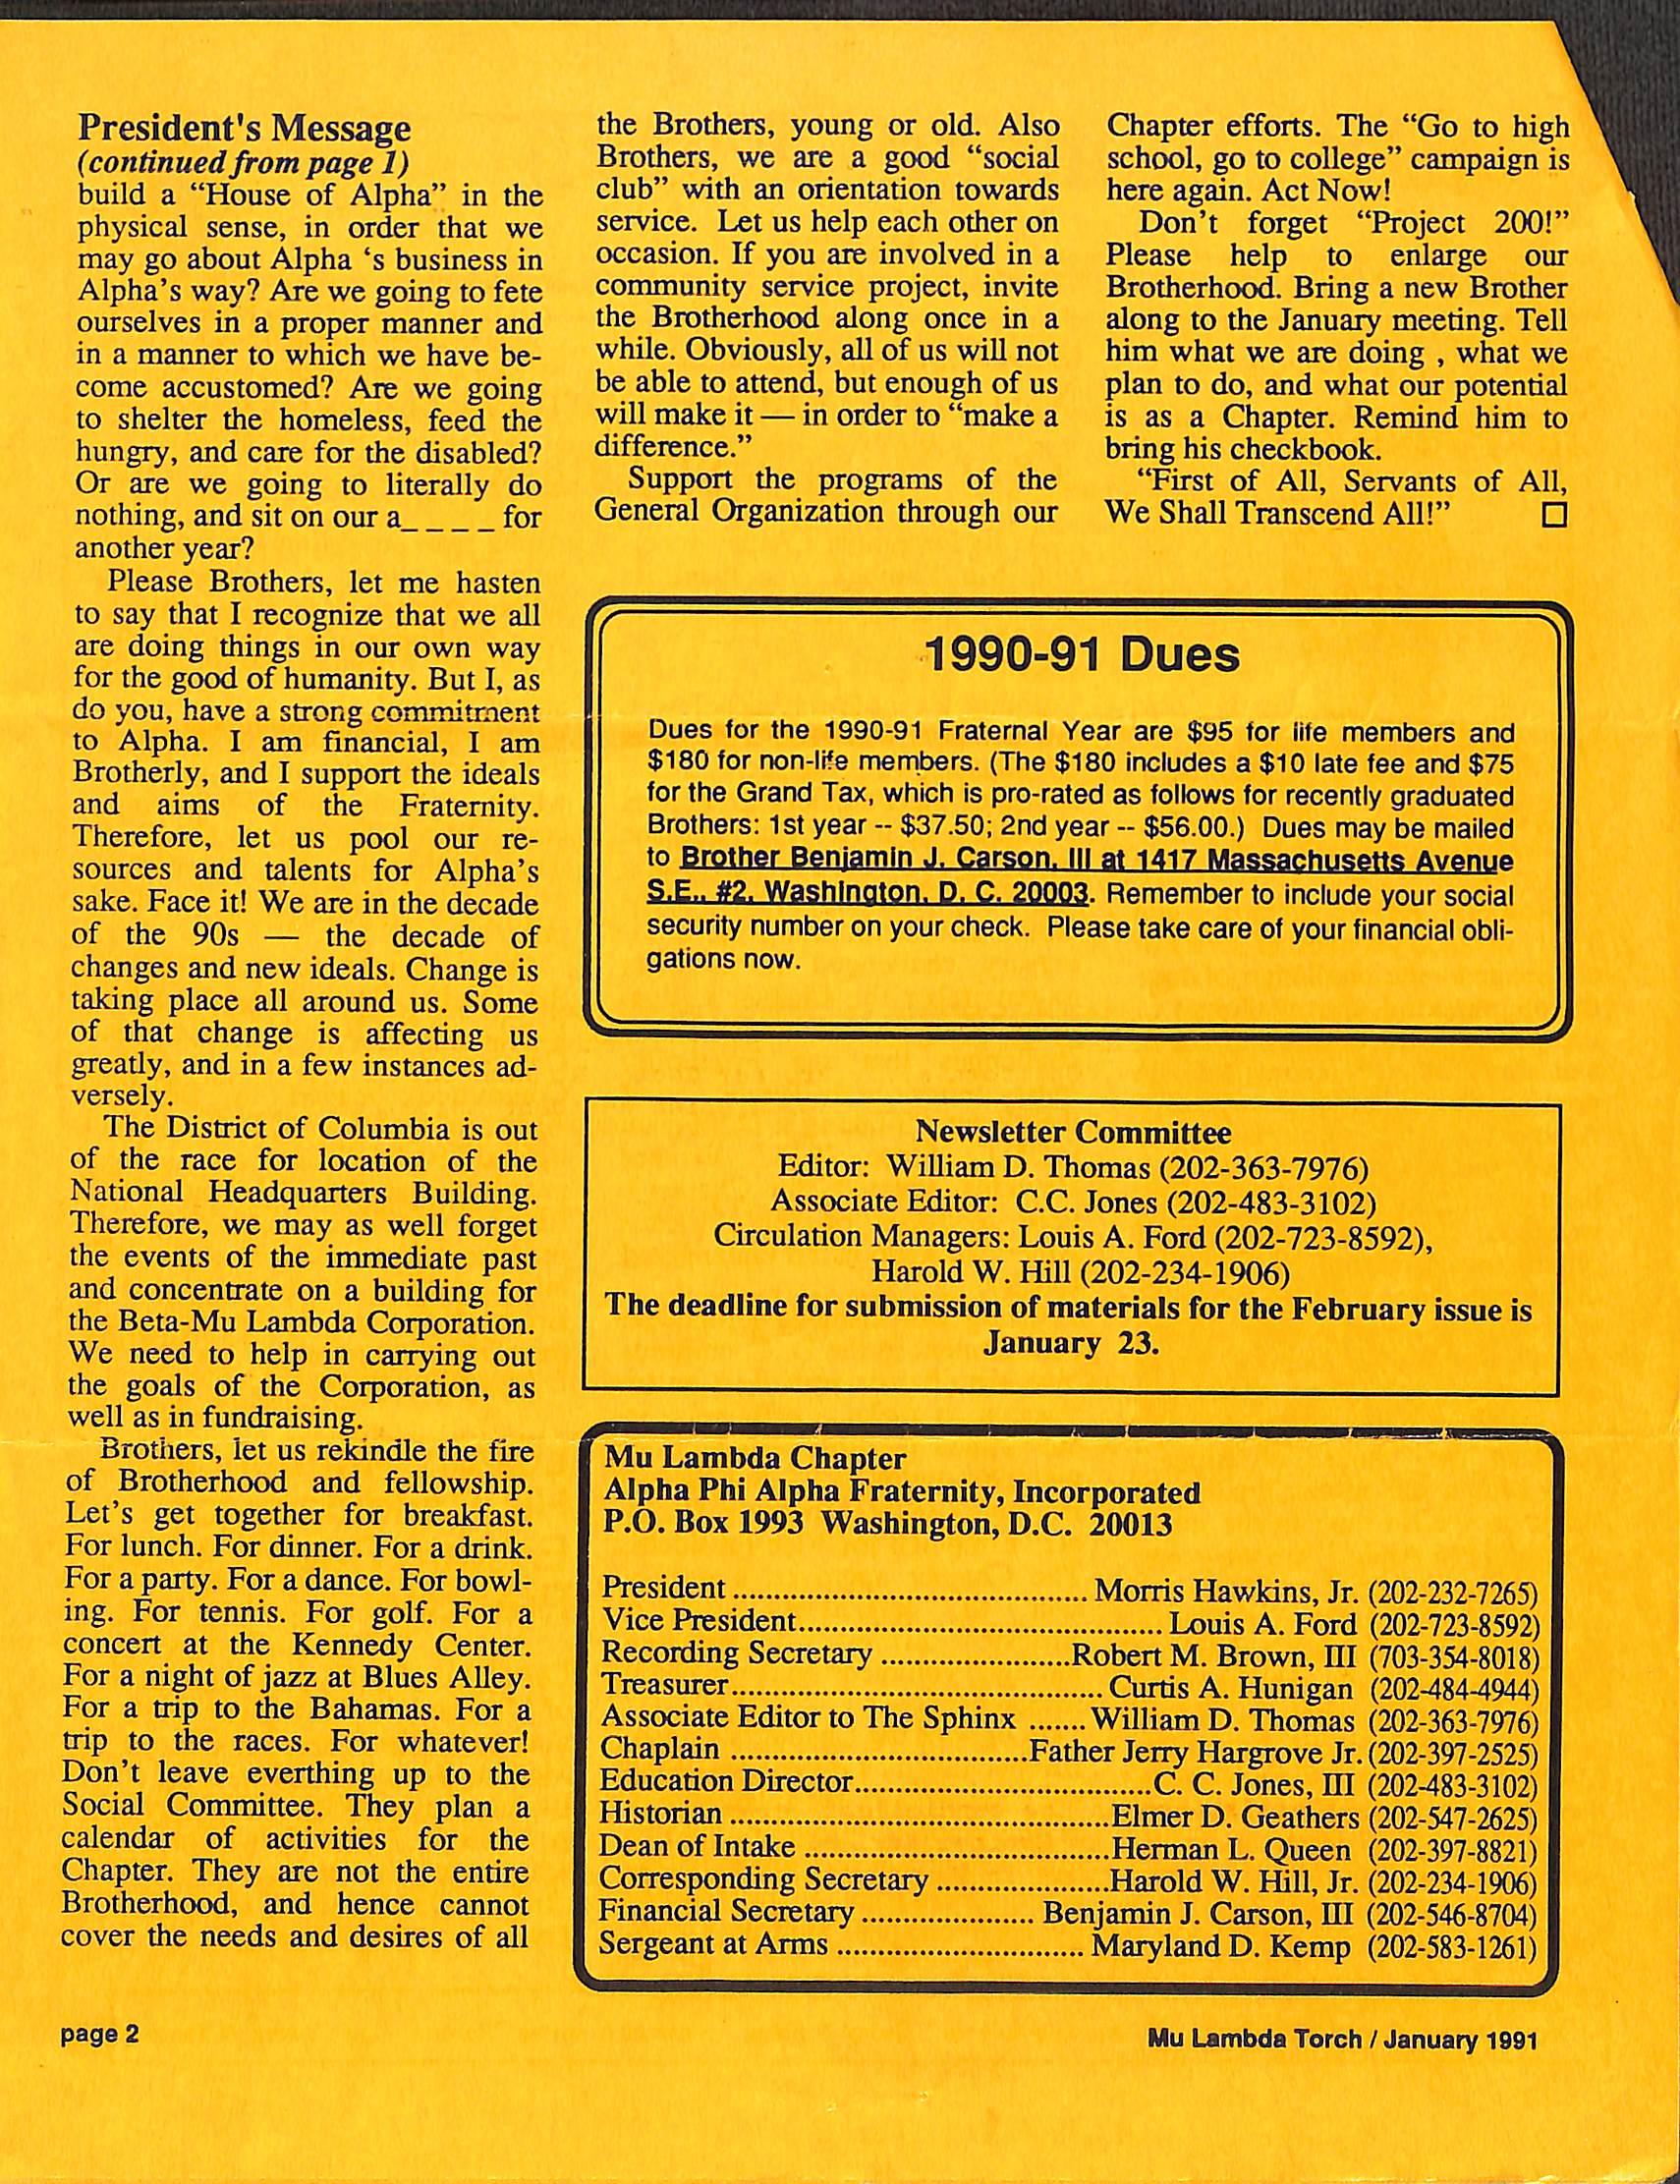 President's Message
(continued from page 1)
build a “House of Alpha” in the
physical sense, in order that we
may go about Alpha ‘s business in
Alpha’s way? Are we going to fete
ourselves in a proper manner and
in a manner to which we have be-
come accustomed? Are we going
to shelter the homeless, feed the
hungry, and care for the disabled?
Or are we going to literally do
nothing, and sit on our a_ _ _ _ for
another year?
Please Brothers, let me hasten
to say that I recognize that we all
are doing things in our own way
for the good of humanity. But I, as
do you, have a strong commitment
to Alpha. I am financial, I am
Brotherly, and I support the ideals
and aims of the Fraternity.
Therefore, let us pool our re-
sources and talents for Alpha’s
sake. Face it! We are in the decade
of the 90s — the decade of
changes and new ideals. Change is
taking place all around us. Some
of that change is affecting us
greatly, and in a few instances ad-
versely.
The District of Columbia is out
of the race for location of the
National Headquarters Building.
Therefore, we may as well forget
the events of the immediate past
and concentrate on a building for
the Beta-Mu Lambda Corporation.
We need to help in carrying out
the goals of the Corporation, as
well as in fundraising.
Brothers, let us rekindle the fire
of Brotherhood and fellowship.
Let’s get together for breakfast.
For lunch. For dinner. For a drink.
For a party. For a dance. For bowl-
ing. For tennis. For golf. For a
concert at the Kennedy Center.
For a night of jazz at Blues Alley.
For a trip to the Bahamas. For a
trip to the races. For whatever!
Don’t leave everthing up to the
Social Committee. They plan a
calendar of activities for the
Chapter. They are not the entire
Brotherhood, and hence cannot
cover the needs and desires of all
the Brothers, young or old. Also
Brothers, we are a good “social
club” with an orientation towards
service. Let us help each other on
occasion. If you are involved in a
community service project, invite
the Brotherhood along once in a
while. Obviously, all of us will not
be able to attend, but enough of us
will make it — in order to “make a
difference.”
Support the programs of the
General Organization through our
Chapter efforts. The “Go to high
school, go to college” campaign is
here again. Act Now!
Don’t forget “Project 200!”
Please help to enlarge our
Brotherhood. Bring a new Brother
along to the January meeting. Tell
him what we are doing , what we
plan to do, and what our potential
is as a Chapter. Remind him to
bring his checkbook.
“First of All, Servants of All,
We Shall Transcend All!” □
1990-91 Dues
Dues for the 1990-91 Fraternal Year are $95 for life members and
$180 for non-life members. (The $180 includes a $10 late fee and $75
for the Grand Tax, which is pro-rated as follows for recently graduated
Brothers: 1st year -- $37.50; 2nd year -- $56.00.) Dues may be mailed
to Brother Benjamin J. Carson, III at 1417 Massachusetts Avenue
S.E., #2, Washington, D. C. 20003. Remember to include your social
security number on your check. Please take care of your financial obli-
gations now.
Newsletter Committee
Editor: William D. Thomas (202-363-7976)
Associate Editor: C.C. Jones (202-483-3102)
Circulation Managers: Louis A. Ford (202-723-8592),
Harold W. Hill (202-234-1906)
The deadline for submission of materials for the February issue is
January 23.
Mu Lambda Chapter
Alpha Phi Alpha Fraternity, Incorporated
P.O. Box 1993 Washington, D.C. 20013
President ........................................ Morris Hawkins, Jr. (202-232-7265)
Vice President......................................... Louis A. Ford (202-723-8592)
Recording Secretary .....................Robert M. Brown, III (703-354-8018)
Treasurer.......................................... Curtis A. Hunigan (202-484-4944)
Associate Editor to The Sphinx ....... William D. Thomas (202-363-7976)
Chaplain .................................Father Jerry Hargrove Jr. (202-397-2525)
Education Director.................................C. C. Jones, III (202-483-3102)
Historian ..........................................Elmer D. Geathers (202-547-2625)
Dean of Intake ..................................Herman L. Queen (202-397-8821)
Corresponding Secretary ...................Harold W. Hill, Jr. (202-234-1906)
Financial Secretary ................... Benjamin J. Carson, III (202-546-8704)
Sergeant at Arms ............................ Maryland D. Kemp (202-583-1261)
page 2
Mu Lambda Torch / January 1991